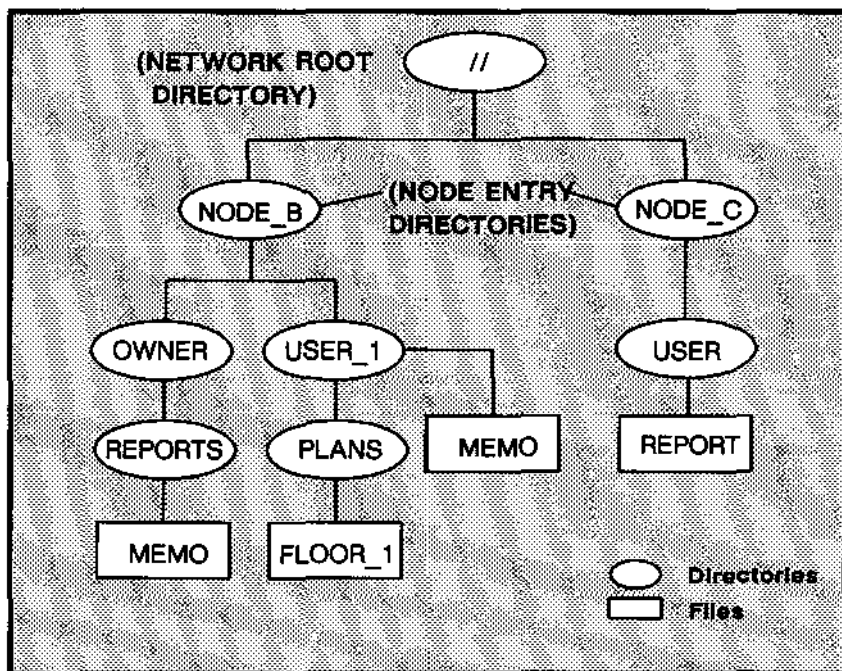 (NETWORK ROOT
DIRECTORY)
//
NODE_B
(NODE ENTRY
DIRECTORIES)
NODE_C
OWNER
USER_1
USER
REPORTS
PLANS
MEMO
REPORT
MEMO
FLOOR_1
Directories
Files